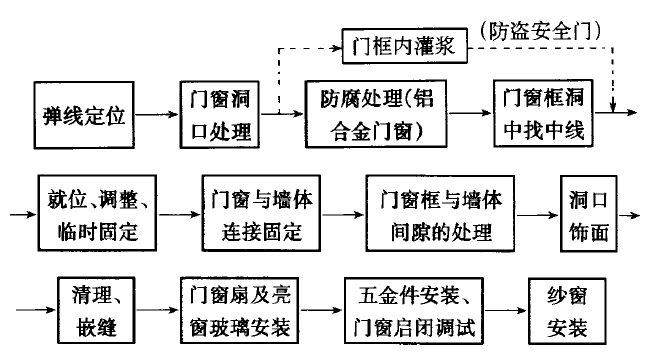 门框内灌浆
(防盗安全门)
弹线定位
门窗洞
口处理
防腐处理(铝
合金门窗)
门窗框洞
中找中线
就位、调整、
临时固定
门窗与墙体
连接固定
门窗框与墙体
间隙的处理
洞口
饰面
清理、
嵌缝
门窗扇及亮
窗玻璃安装
五金件安装、
门窗启闭调试
纱窗
安装